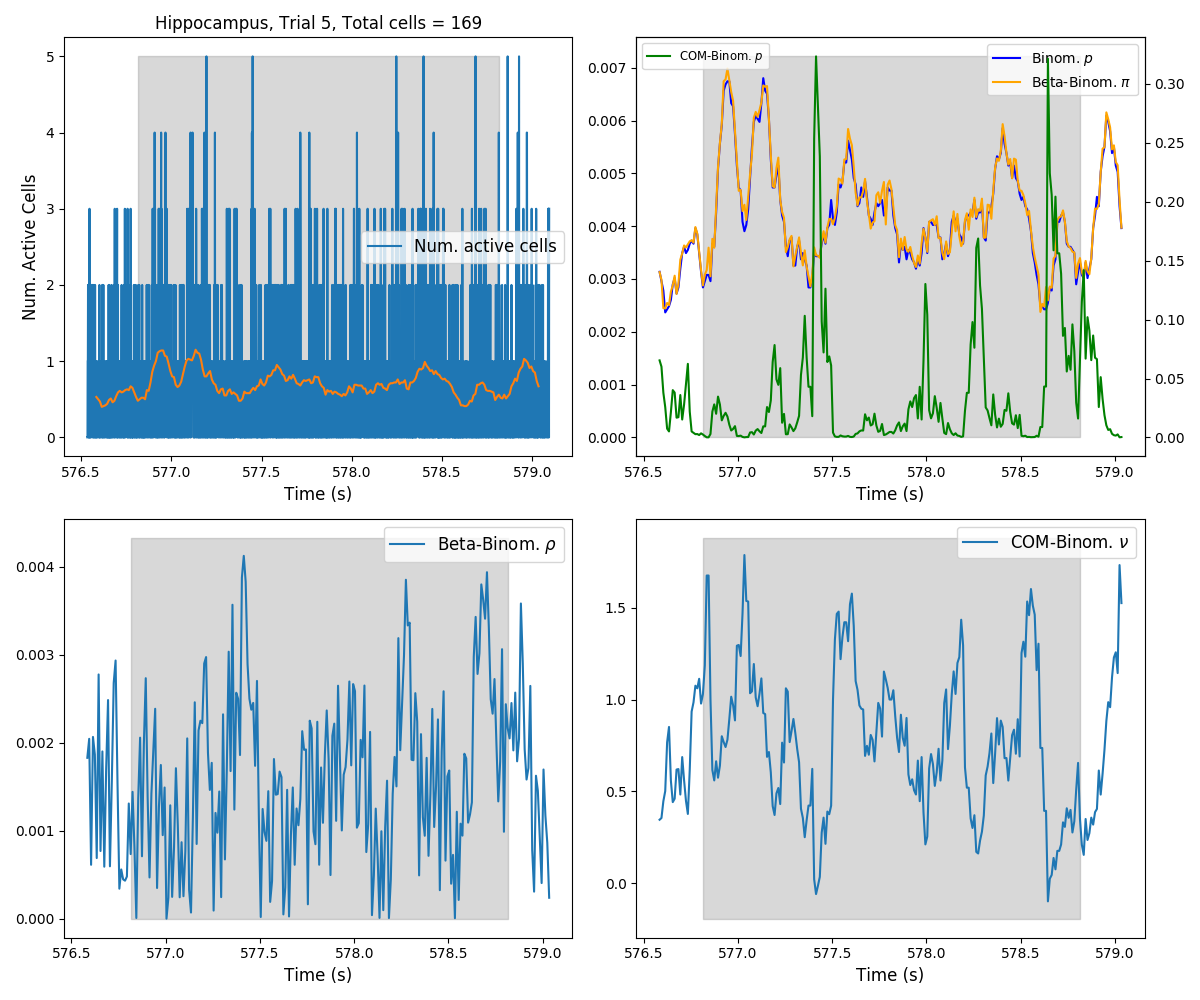 Hippocampus, Trial 5, Total cells = 169
5
4
3
2
1
0
Num. Active Cells
Num. active cells
576.5 577.0 577.5 578.0 578.5 579.0
Time (s)
COM-Binom. p
Binom. p
Beta-Binom. π
0.007
0.006
0.005
0.004
0.003
0.002
0.001
0.000
0.30
0.25
0.20
0.15
0.10
0.05
0.00
576.5 577.0 577.5 578.0 578.5 579.0
Time (s)
Beta-Binom. ρ
0.004
0.003
0.002
0.001
0.000
576.5 577.0 577.5 578.0 578.5 579.0
Time (s)
COM-Binom. ν
1.5
1.0
0.5
0.0
576.5 577.0 577.5 578.0 578.5 579.0
Time (s)